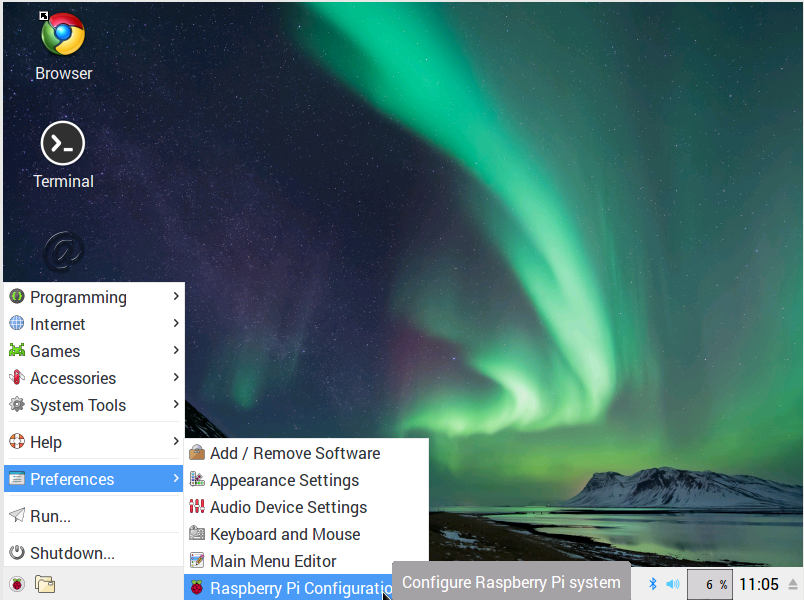 Browser
Terminal
Programming
Internet
Games
Accessories
System Tools
Help
Preferences
Run...
Shutdown...
Add / Remove Software
Appearance Settings
Audio Device Settings
Keyboard and Mouse
Main Menu Editor
Raspberry Pi Configuratio
Configure Raspberry Pi system
6 %
11:05